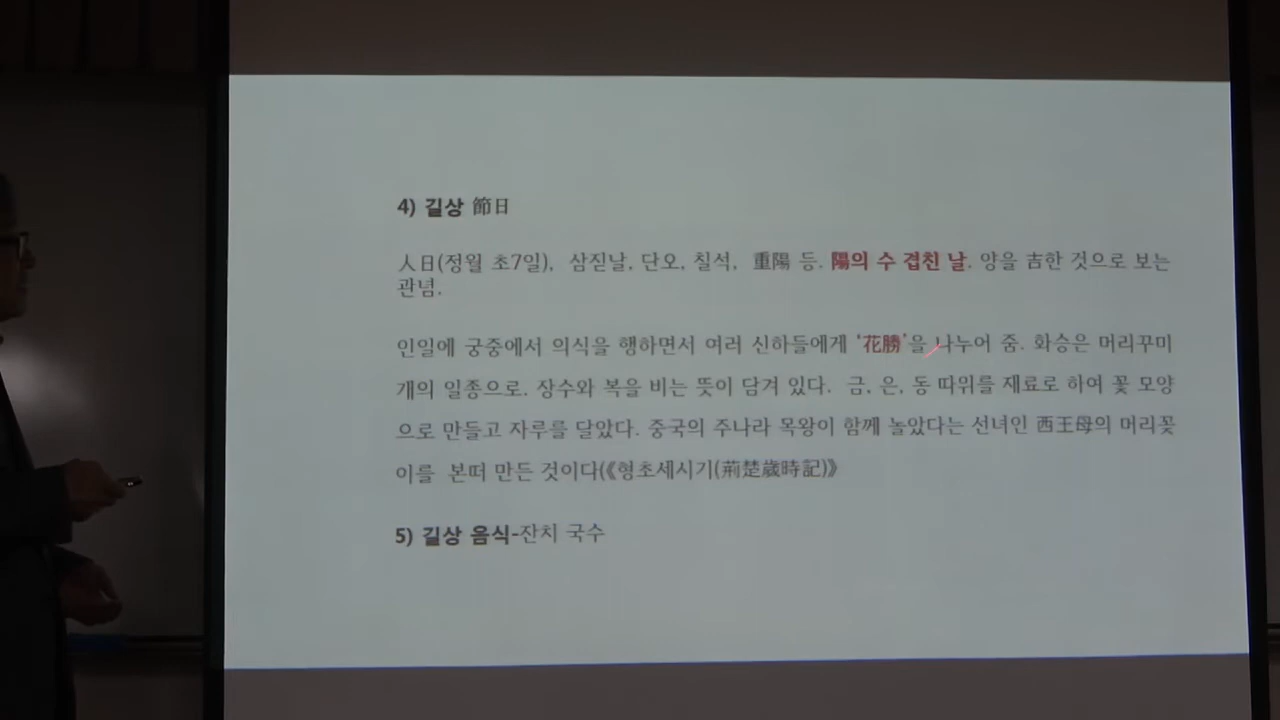 4) 길상 節日
人日(정월 초7일), 삼짇날, 단오, 칠석, 重陽 등. 陽의 수 겹친 날. 양을 吉한 것으로 보는
관념.
인일에 궁중에서 의식을 행하면서 여러 신하들에게 ‘花勝’을 나누어 줌. 화승은 머리꾸미
개의 일종으로. 장수와 복을 비는 뜻이 담겨 있다. 금, 은, 동 따위를 재료로 하여 꽃 모양
으로 만들고 자루를 달았다. 중국의 주나라 목왕이 함께 놀았다는 선녀인 西王母의 머리꽂
이를 본떠 만든 것이다(《형초세시기(荊楚歲時記)》
5) 길상 음식-잔치 국수